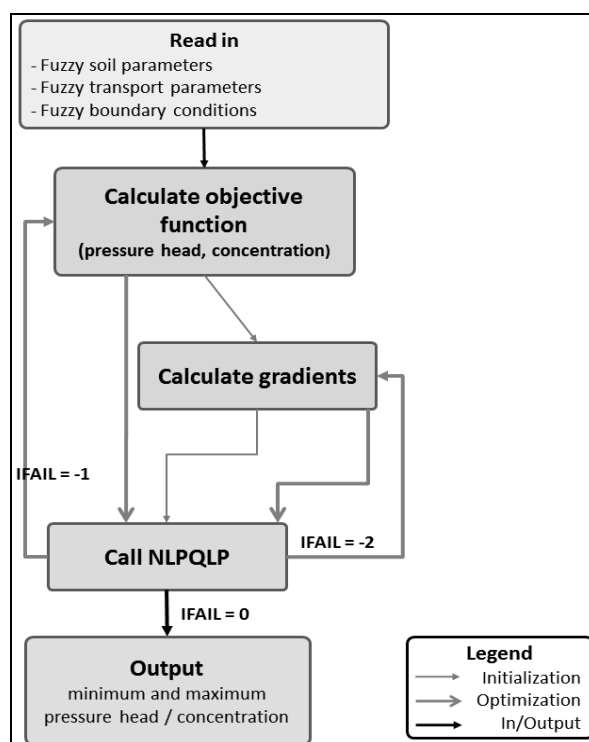 Read in
- Fuzzy soil parameters
- Fuzzy transport parameters
- Fuzzy boundary conditions
Calculate objective
function
(pressure head, concentration)
Calculate gradients
IFAIL = -1
Call NLPQLP
IFAIL = -2
IFAIL = 0
Output
minimum and maximum
pressure head / concentration
Legend
Initialization
Optimization
In/Output